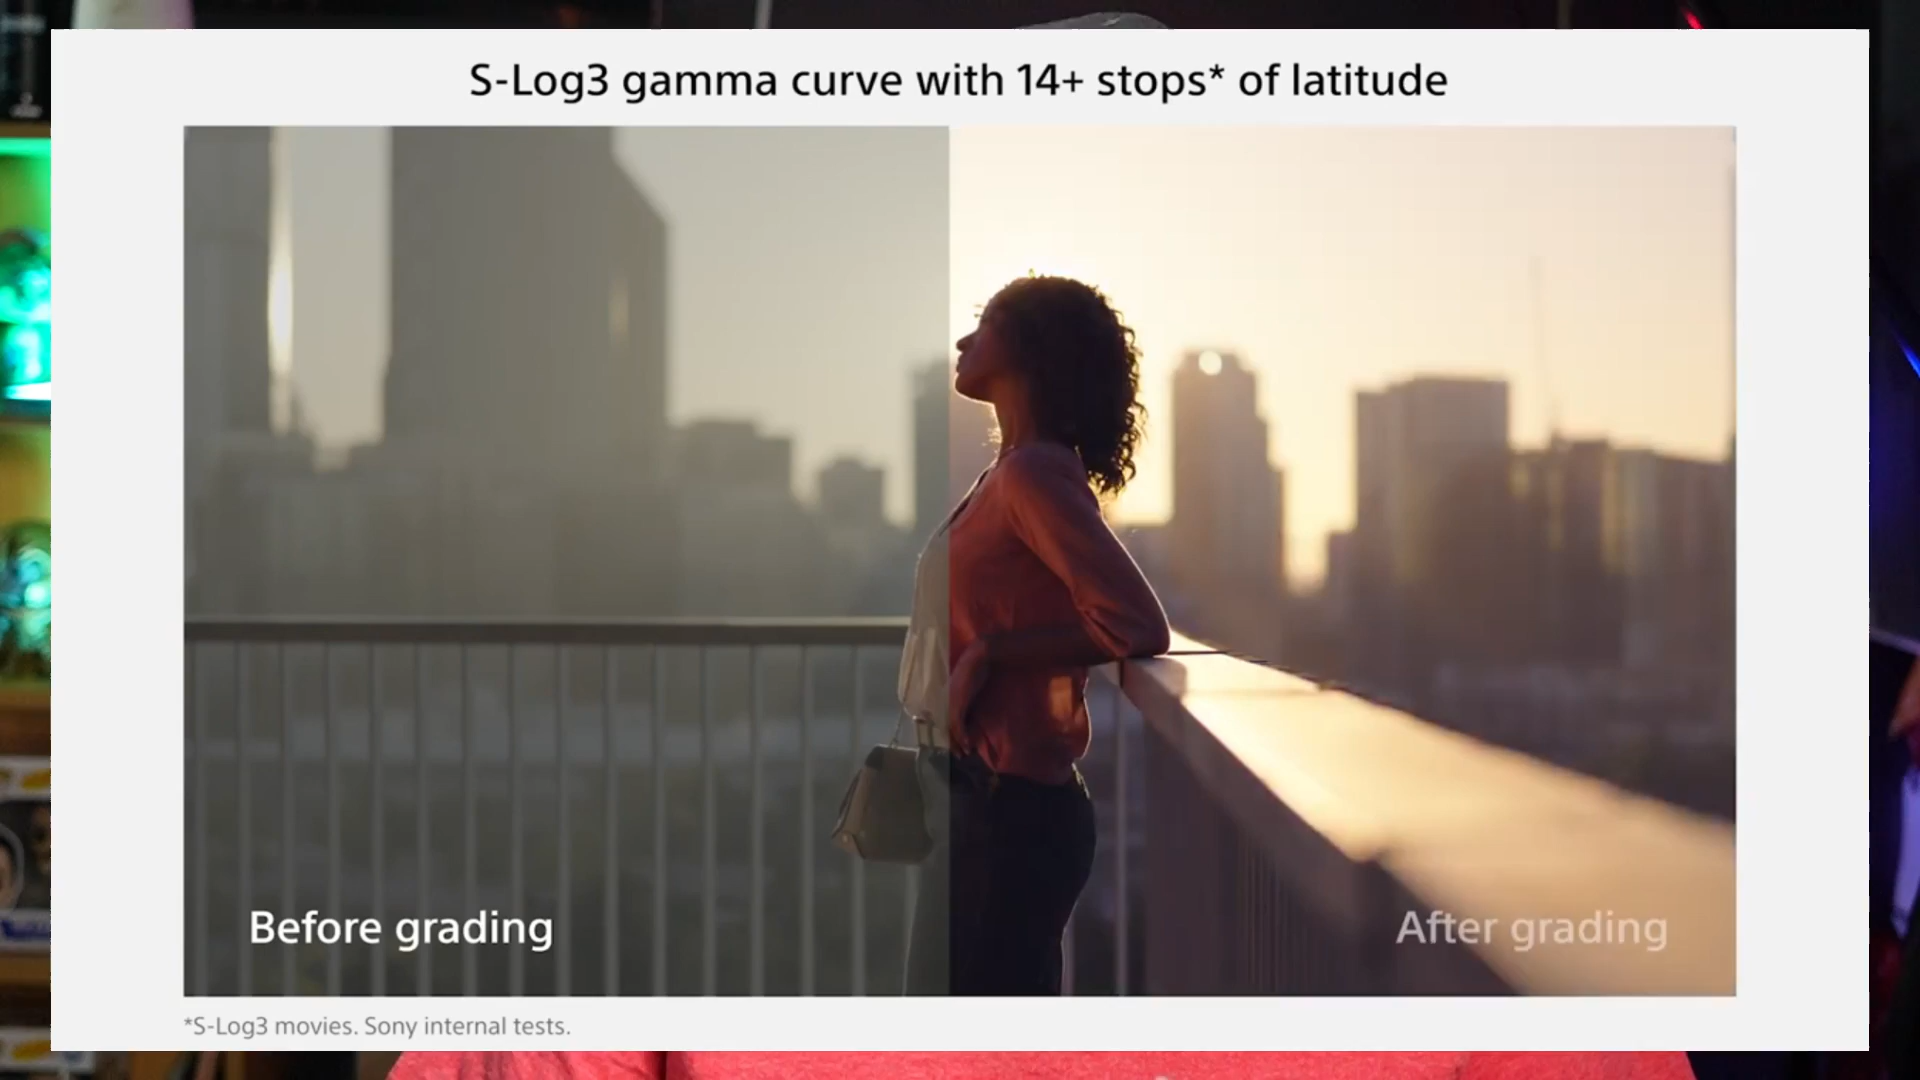 S-Log3 gamma curve with 14+ stops* of latitude
Before grading
After grading
*S-Log3 movies. Sony internal tests.